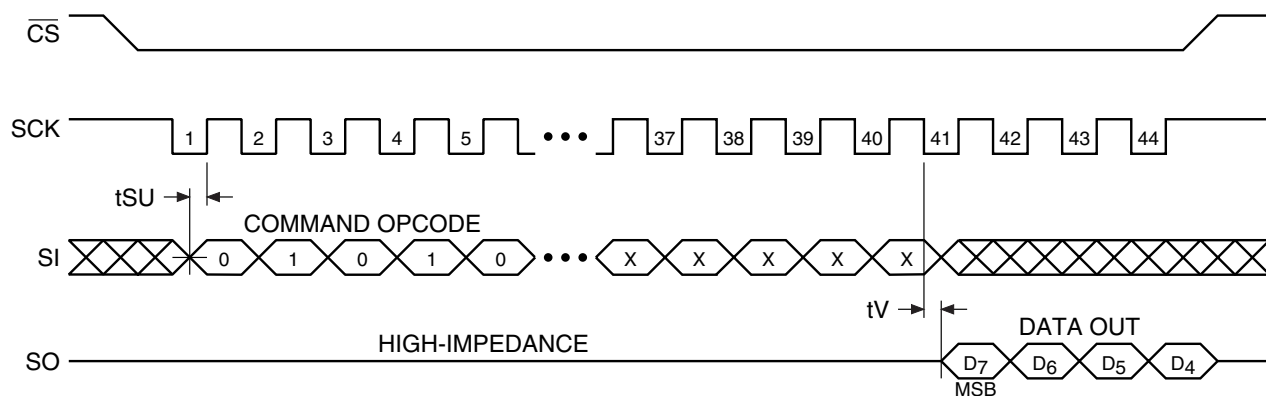 CS
SCK 1 2 3 4 5 ••• 37 38 39 40 41 42 43 44
tSU
COMMAND OPCODE
SI 0 1 0 1 0 ••• X X X X X
tV
HIGH-IMPEDANCE
DATA OUT
SO D7 D6 D5 D4
MSB